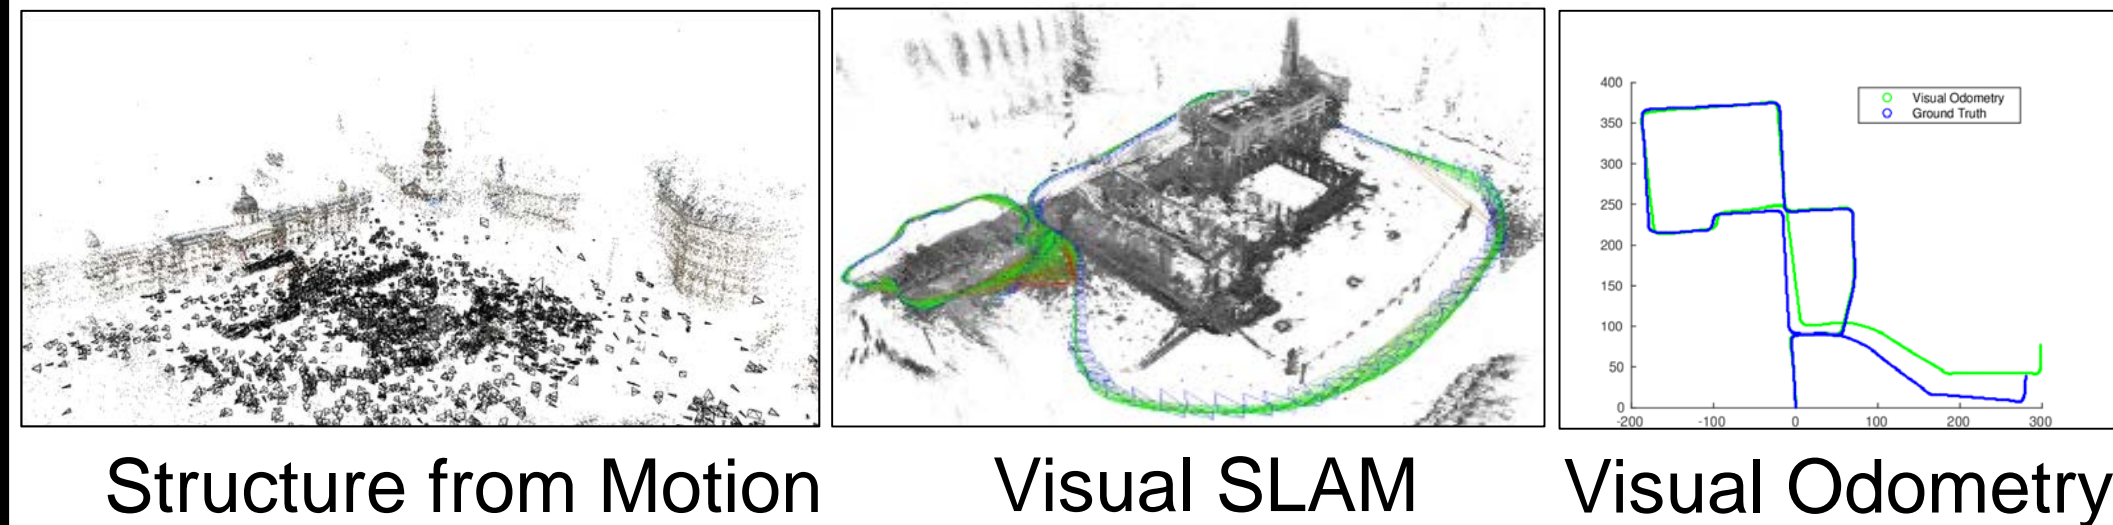 400
350
300
250
200
150
100
50
0
-200 -100 0 100 200 300
Visual Odometry
Ground Truth
Structure from Motion
Visual SLAM
Visual Odometry